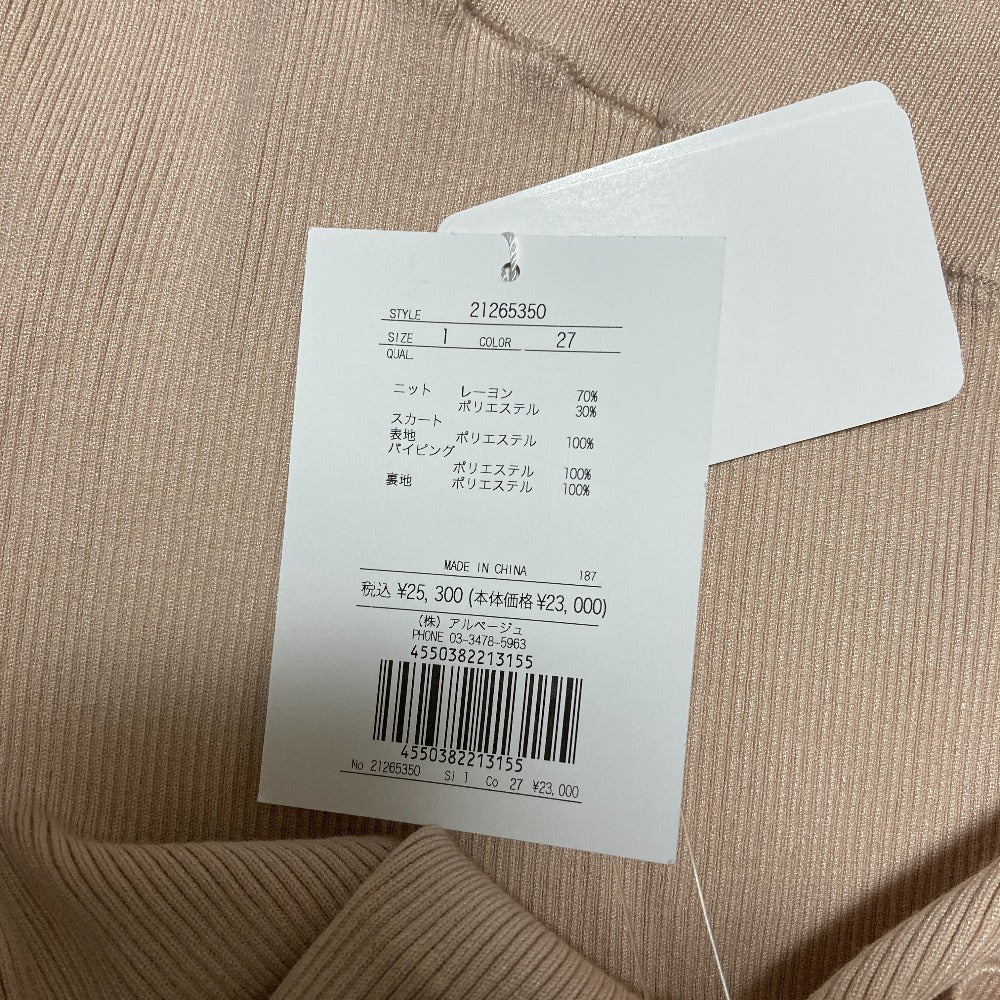 STYLE 21265350
SIZE 1 COLOR 27
QUAL.
ニット レーヨン 70%
ポリエステル 30%
スカート
表地 ポリエステル 100%
パイピング
ポリエステル 100%
裏地 ポリエステル 100%
MADE IN CHINA 187
税込 ¥25,300 (本体価格 ¥23,000)
(株) アルページュ
PHONE 03-3478-5963
4550382213155
4550382213155
No 21265350 Si 1 Co 27 ¥23,000